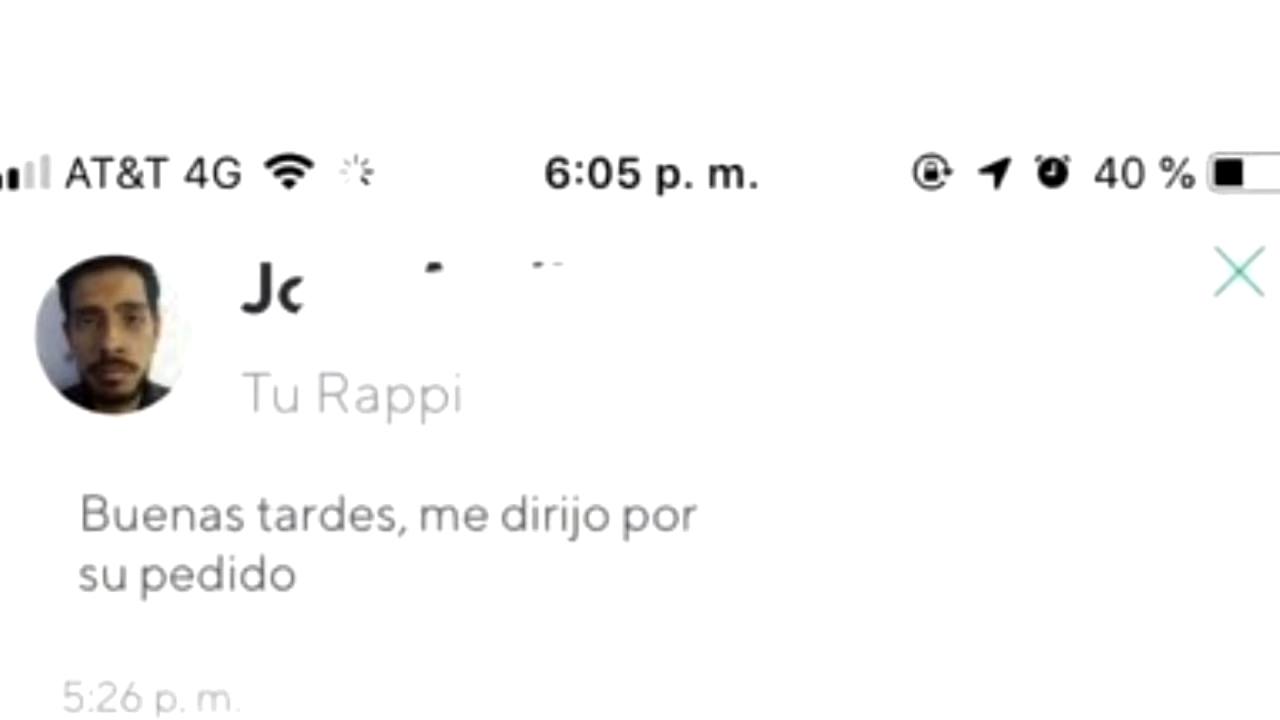 AT&T 4G 6:05 p. m. 40 %
Tu Rappi
Buenas tardes, me dirijo por
su pedido
5:26 p. m.